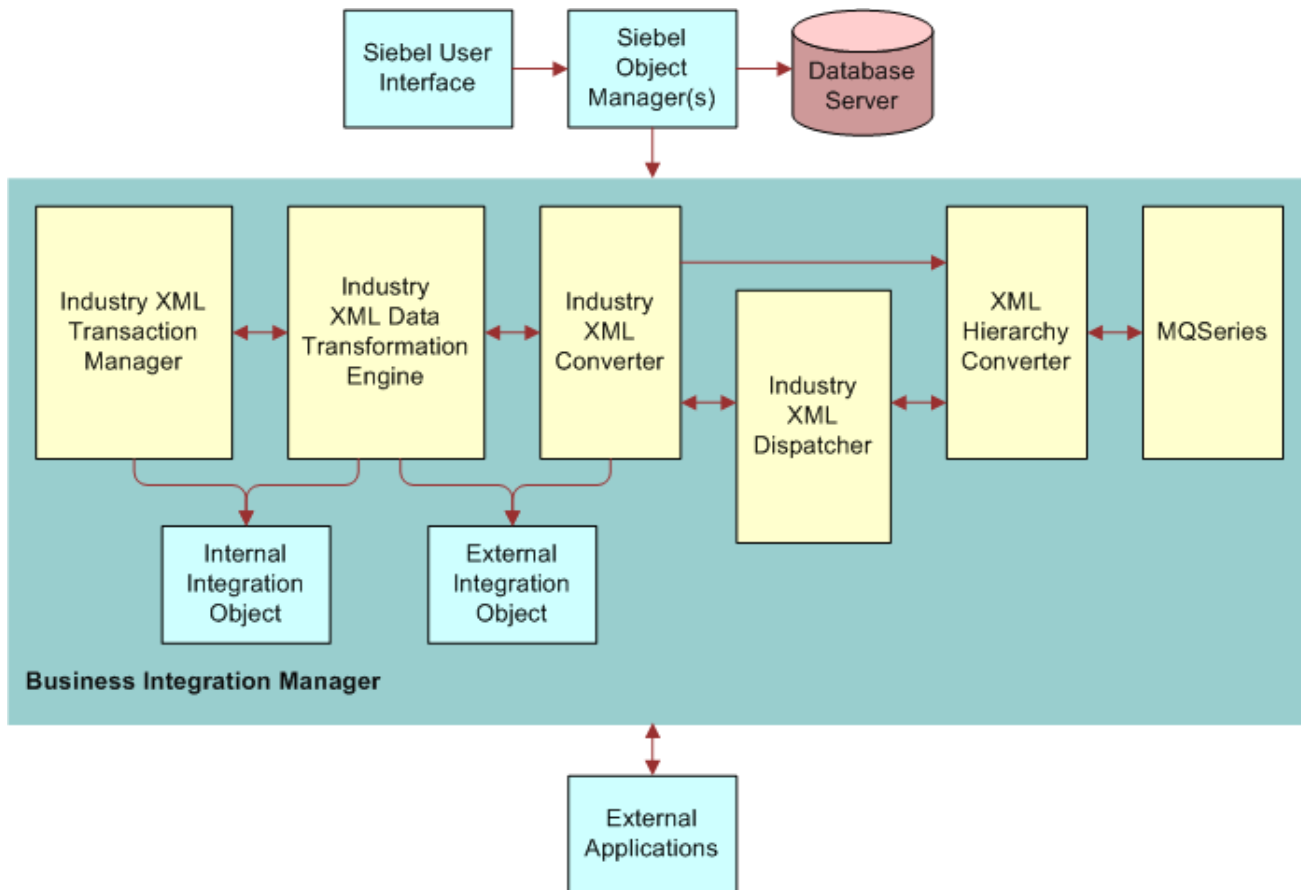 Siebel User
Interface
Siebel
Object
Manager(s)
Database
Server
Industry XML
Transaction
Manager
Industry
XML Data
Transformation
Engine
Industry
XML
Converter
Industry
XML
Dispatcher
XML
Hierarchy
Converter
MQSeries
Internal
Integration
Object
External
Integration
Object
Business Integration Manager
External
Applications